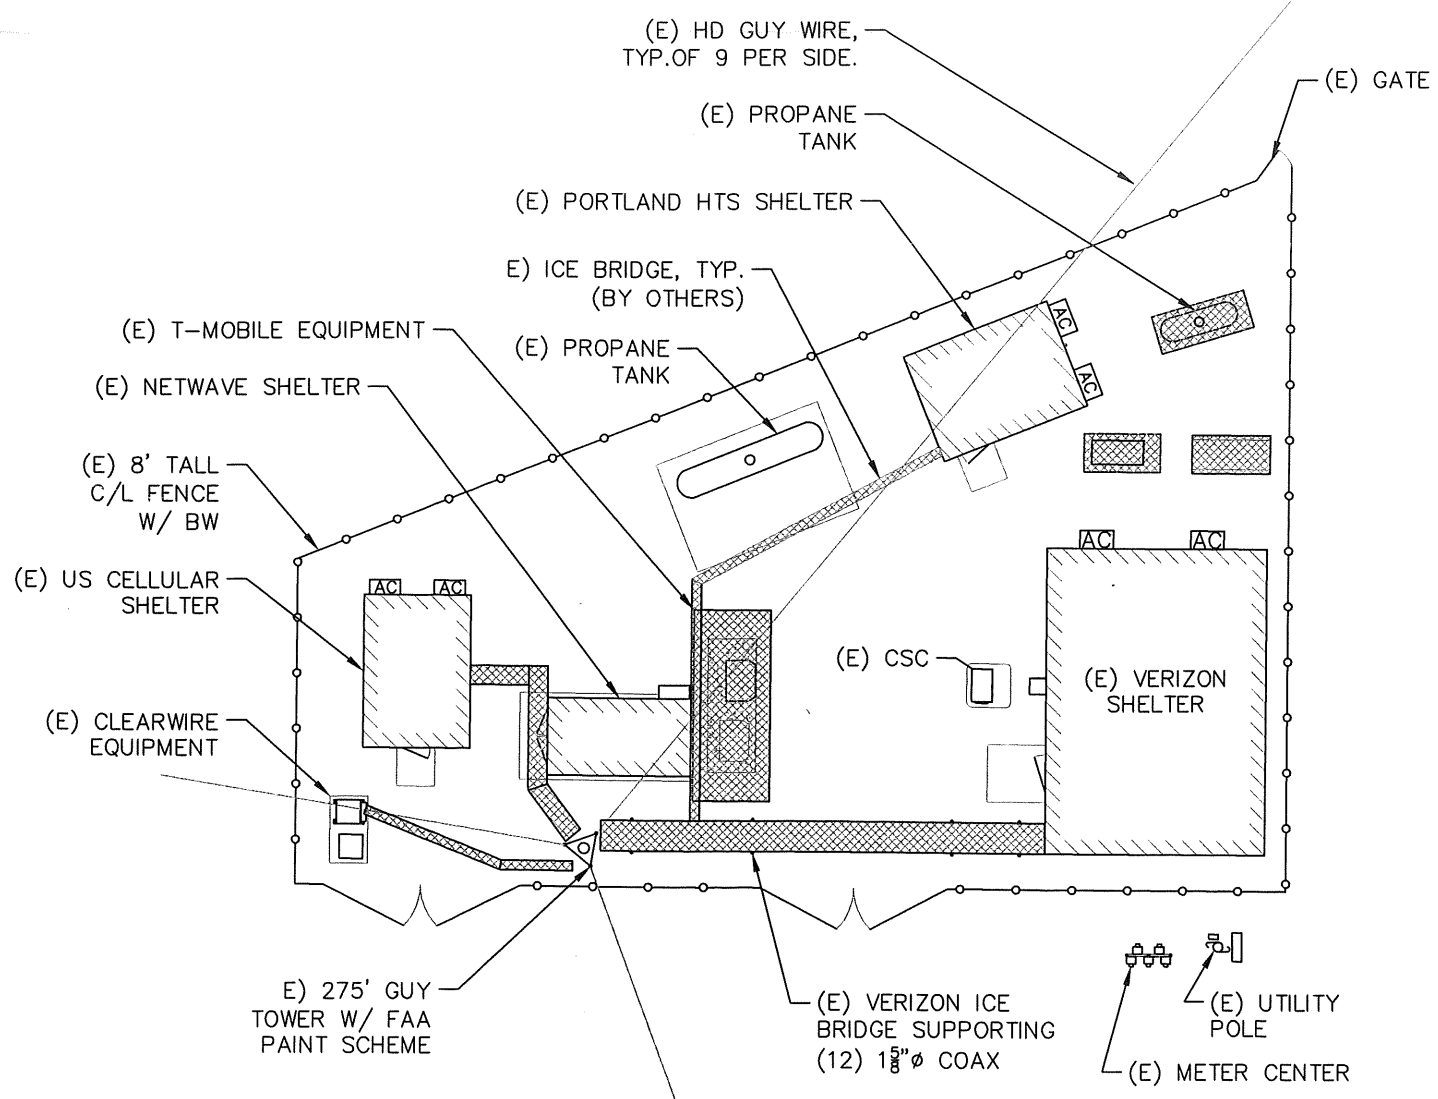 (E) HD GUY WIRE,
TYP.OF 9 PER SIDE.
(E) GATE
(E) PROPANE
TANK
(E) PORTLAND HTS SHELTER
E) ICE BRIDGE, TYP.
(BY OTHERS)
(E) T-MOBILE EQUIPMENT
(E) PROPANE
TANK
(E) NETWAVE SHELTER
(E) 8' TALL
C/L FENCE
W/ BW
(E) US CELLULAR
SHELTER
(E) CLEARWIRE
EQUIPMENT
AC
AC
AC
AC
AC
AC
(E) CSC
(E) VERIZON
SHELTER
E) 275' GUY
TOWER W/ FAA
PAINT SCHEME
(E) VERIZON ICE
BRIDGE SUPPORTING
(12) 1 5/8"ø COAX
(E) UTILITY
POLE
(E) METER CENTER